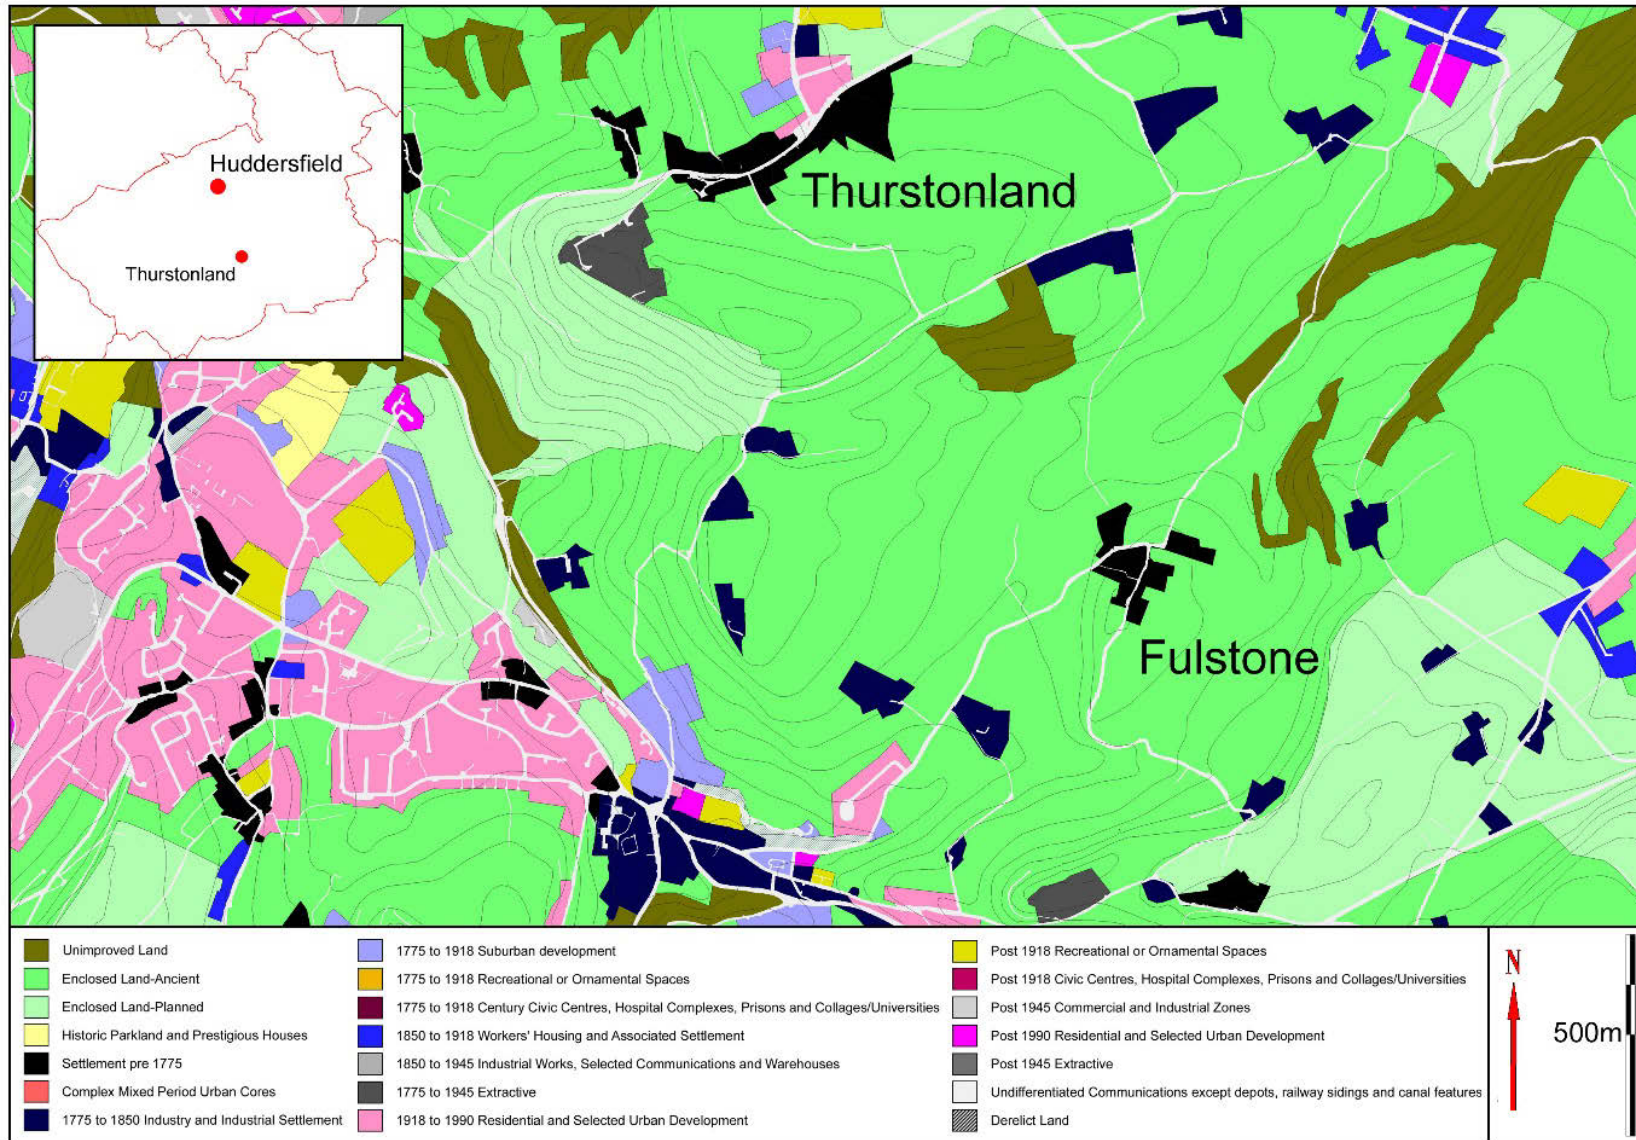 Huddersfield
Thurstonland
Thurstonland
Fulstone
Unimproved Land
Enclosed Land-Ancient
Enclosed Land-Planned
Historic Parkland and Prestigious Houses
Settlement pre 1775
Complex Mixed Period Urban Cores
1775 to 1850 Industry and Industrial Settlement
1775 to 1918 Suburban development
1775 to 1918 Recreational or Ornamental Spaces
1775 to 1918 Century Civic Centres, Hospital Complexes, Prisons and Collages/Universities
1850 to 1918 Workers' Housing and Associated Settlement
1850 to 1945 Industrial Works, Selected Communications and Warehouses
1775 to 1945 Extractive
1918 to 1990 Residential and Selected Urban Development
Post 1918 Recreational or Ornamental Spaces
Post 1918 Civic Centres, Hospital Complexes, Prisons and Collages/Universities
Post 1945 Commercial and Industrial Zones
Post 1990 Residential and Selected Urban Development
Post 1945 Extractive
Undifferentiated Communications except depots, railway sidings and canal features
Derelict Land
N
500m